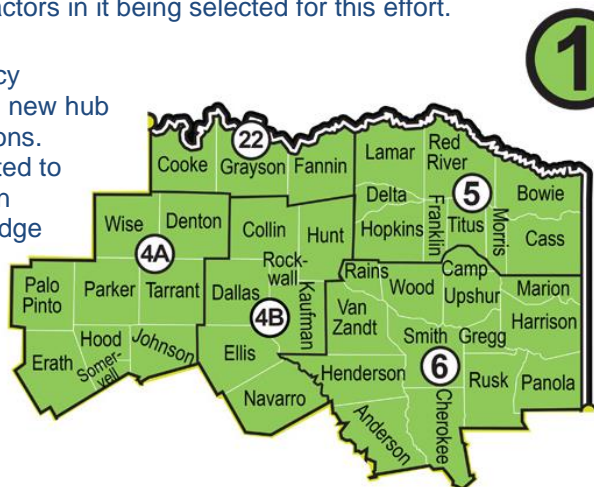 actors in it being selected for this effort.
cy
new hub
ons.
ted to
n
dge
1
22
Cooke
Grayson
Fannin
Lamar
Red
River
5
Bowie
Delta
Hopkins
Franklin
Titus
Morris
Cass
Wise
Denton
4A
Collin
Hunt
Rock-
wall
Kaufman
Palo
Pinto
Parker
Tarrant
Dallas
4B
Rains
Wood
Camp
Upshur
Marion
Harrison
Van
Zandt
Smith
Gregg
6
Erath
Hood
Somer-
vell
Johnson
Ellis
Navarro
Henderson
Rusk
Panola
Anderson
Cherokee